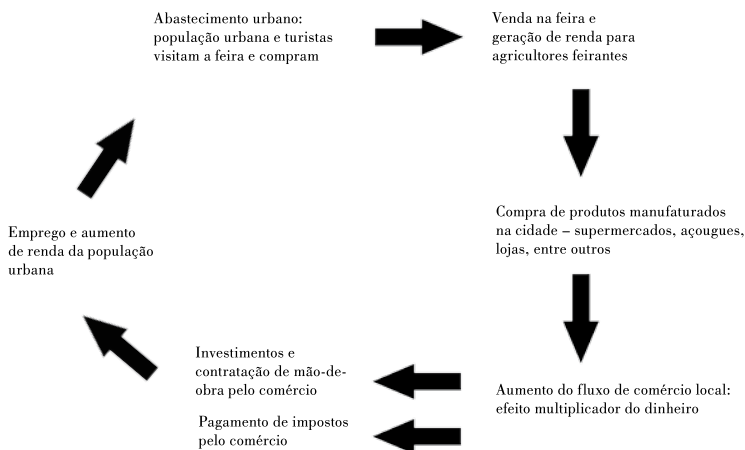 Abastecimento urbano:
população urbana e turistas
visitam a feira e compram
Venda na feira e
geração de renda para
agricultores feirantes
Compra de produtos manufaturados
na cidade – supermercados, açougues,
lojas, entre outros
Aumento do fluxo de comércio local:
efeito multiplicador do dinheiro
Investimentos e
contratação de mão-de-
obra pelo comércio
Pagamento de impostos
pelo comércio
Emprego e aumento
de renda da população
urbana